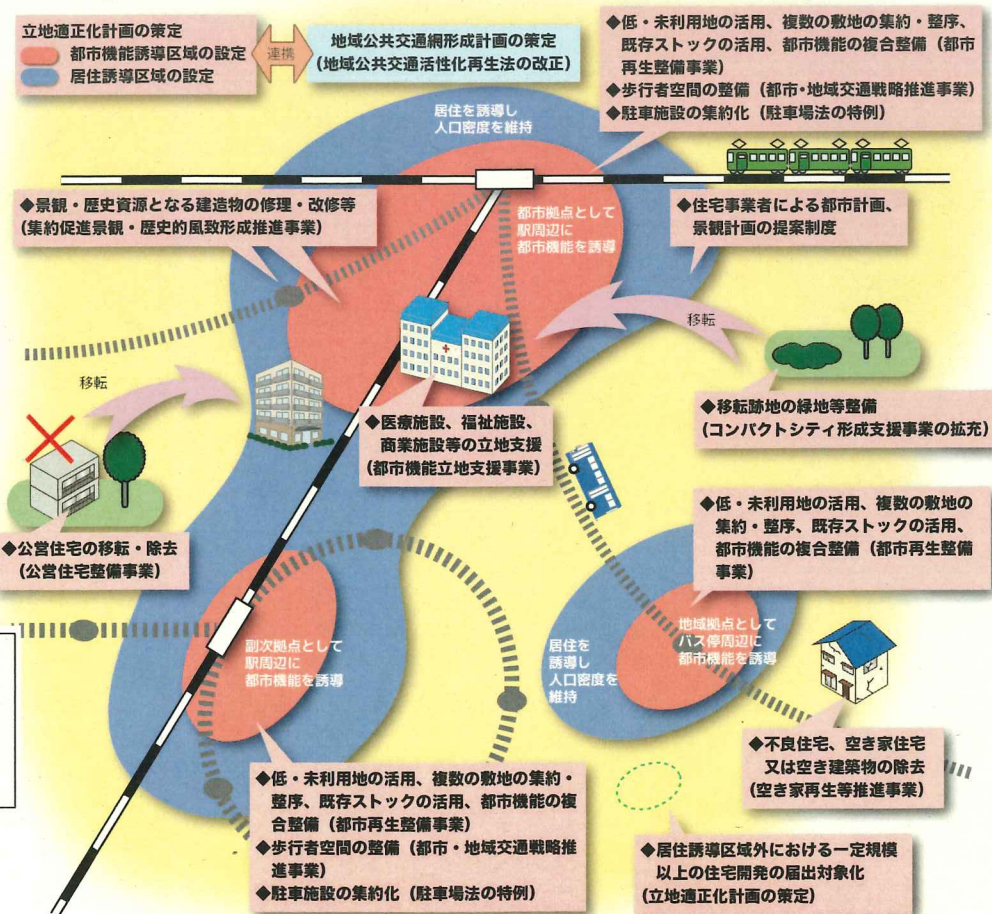 立地適正化計画の策定
都市機能誘導区域の設定
居住誘導区域の設定
連携
地域公共交通網形成計画の策定
(地域公共交通活性化再生法の改正)
◆低・未利用地の活用、複数の敷地の集約・整序、
既存ストックの活用、都市機能の複合整備（都市
再生整備事業）
◆歩行者空間の整備（都市・地域交通戦略推進事業）
◆駐車施設の集約化（駐車場法の特例）
居住を誘導し
人口密度を維持
◆景観・歴史資源となる建造物の修理・改修等
(集約促進景観・歴史的風致形成推進事業)
都市拠点として
駅周辺に
都市機能を誘導
◆住宅事業者による都市計画、
景観計画の提案制度
移転
移転
◆医療施設、福祉施設、
商業施設等の立地支援
(都市機能立地支援事業)
◆移転跡地の緑地等整備
(コンパクトシティ形成支援事業の拡充)
◆公営住宅の移転・除去
(公営住宅整備事業)
◆低・未利用地の活用、複数の敷地の
集約・整序、既存ストックの活用、
都市機能の複合整備（都市再生整備
事業）
副次拠点として
駅周辺に
都市機能を誘導
居住を
誘導し
人口密度を
維持
地域拠点として
バス停周辺に
都市機能を誘導
◆不良住宅、空き家住宅
又は空き建築物の除去
(空き家再生等推進事業)
◆低・未利用地の活用、複数の敷地の集約・
整序、既存ストックの活用、都市機能の複
合整備（都市再生整備事業）
◆歩行者空間の整備（都市・地域交通戦略推
進事業）
◆駐車施設の集約化（駐車場法の特例）
◆居住誘導区域外における一定規模
以上の住宅開発の届出対象化
(立地適正化計画の策定)